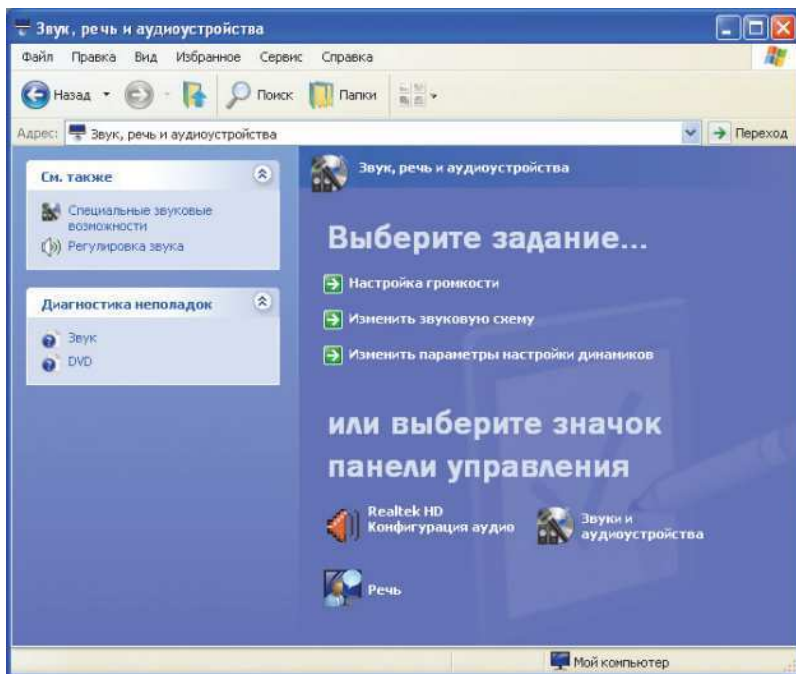 Звук, речь и аудиоустройства
Файл Правка Вид Избранное Сервис Справка
Назад Поиск Папки
Адрес: Звук, речь и аудиоустройства Переход
См. также
Специальные звуковые
возможности
Регулировка звука
Диагностика неполадок
Звук
DVD
Звук, речь и аудиоустройства
Выберите задание...
Настройка громкости
Изменить звуковую схему
Изменить параметры настройки динамиков
или выберите значок
панели управления
Realtek HD
Конфигурация аудио
Звуки и
аудиоустройства
Речь
Мой компьютер